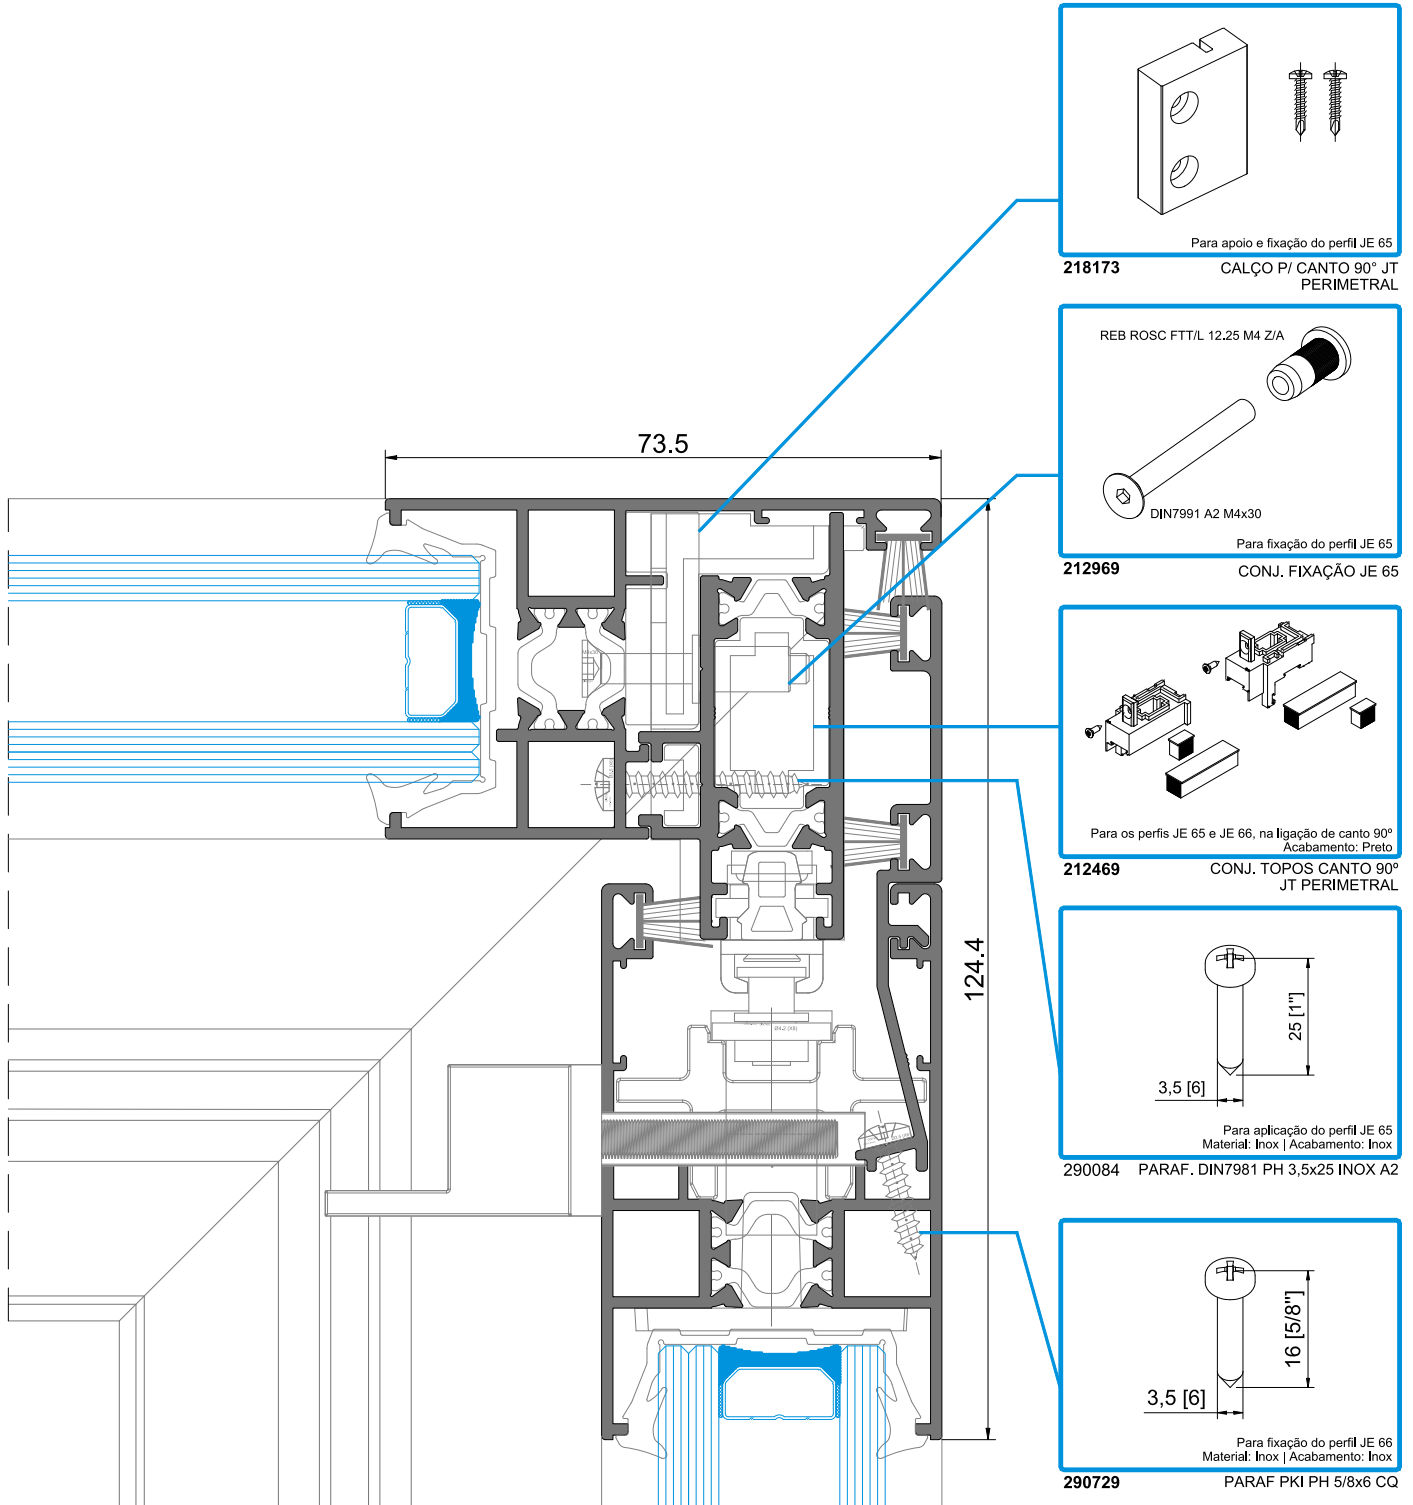 Para apoio e fixação do perfil JE 65
218173 CALÇO P/ CANTO 90° JT
PERIMETRAL
REB ROSC FTT/L 12.25 M4 Z/A
DIN7991 A2 M4x30
Para fixação do perfil JE 65
212969 CONJ. FIXAÇÃO JE 65
73.5
124.4
Para os perfis JE 65 e JE 66, na ligação de canto 90º
Acabamento: Preto
212469 CONJ. TOPOS CANTO 90º
JT PERIMETRAL
25 [1"]
3,5 [6]
Para aplicação do perfil JE 65
Material: Inox | Acabamento: Inox
290084 PARAF. DIN7981 PH 3,5x25 INOX A2
16 [5/8"]
3,5 [6]
Para fixação do perfil JE 66
Material: Inox | Acabamento: Inox
290729 PARAF PKI PH 5/8x6 CQ